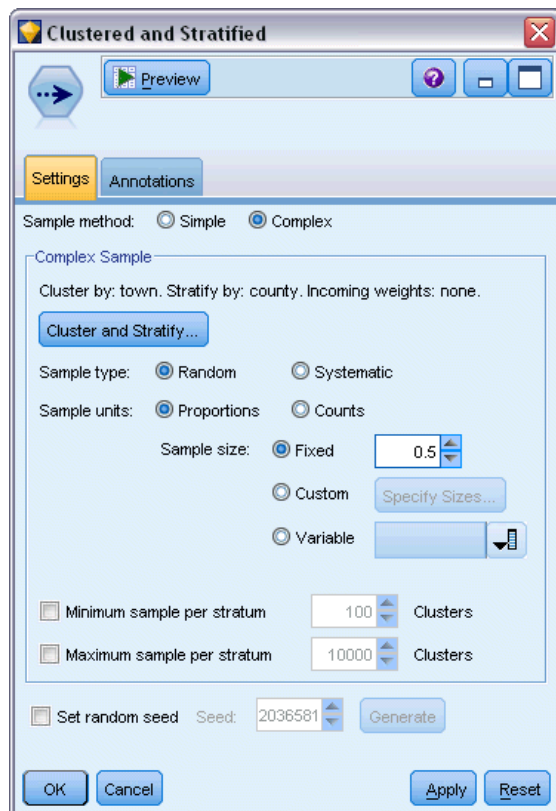 Clustered and Stratified
Preview
Settings Annotations
Sample method: Simple Complex
Complex Sample
Cluster by: town. Stratify by: county. Incoming weights: none.
Cluster and Stratify...
Sample type: Random Systematic
Sample units: Proportions Counts
Sample size: Fixed 0.5
Custom Specify Sizes...
Variable
Minimum sample per stratum 100 Clusters
Maximum sample per stratum 10000 Clusters
Set random seed Seed: 2036581 Generate
OK Cancel Apply Reset